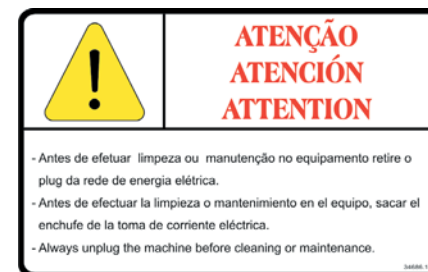 ATENÇÃO
ATENCIÓN
ATTENTION
- Antes de efetuar limpeza ou manutenção no equipamento retire o
plug da rede de energia elétrica.
- Antes de efectuar la limpieza o mantenimiento en el equipo, sacar el
enchufe de la toma de corriente eléctrica.
- Always unplug the machine before cleaning or maintenance.
34686.1